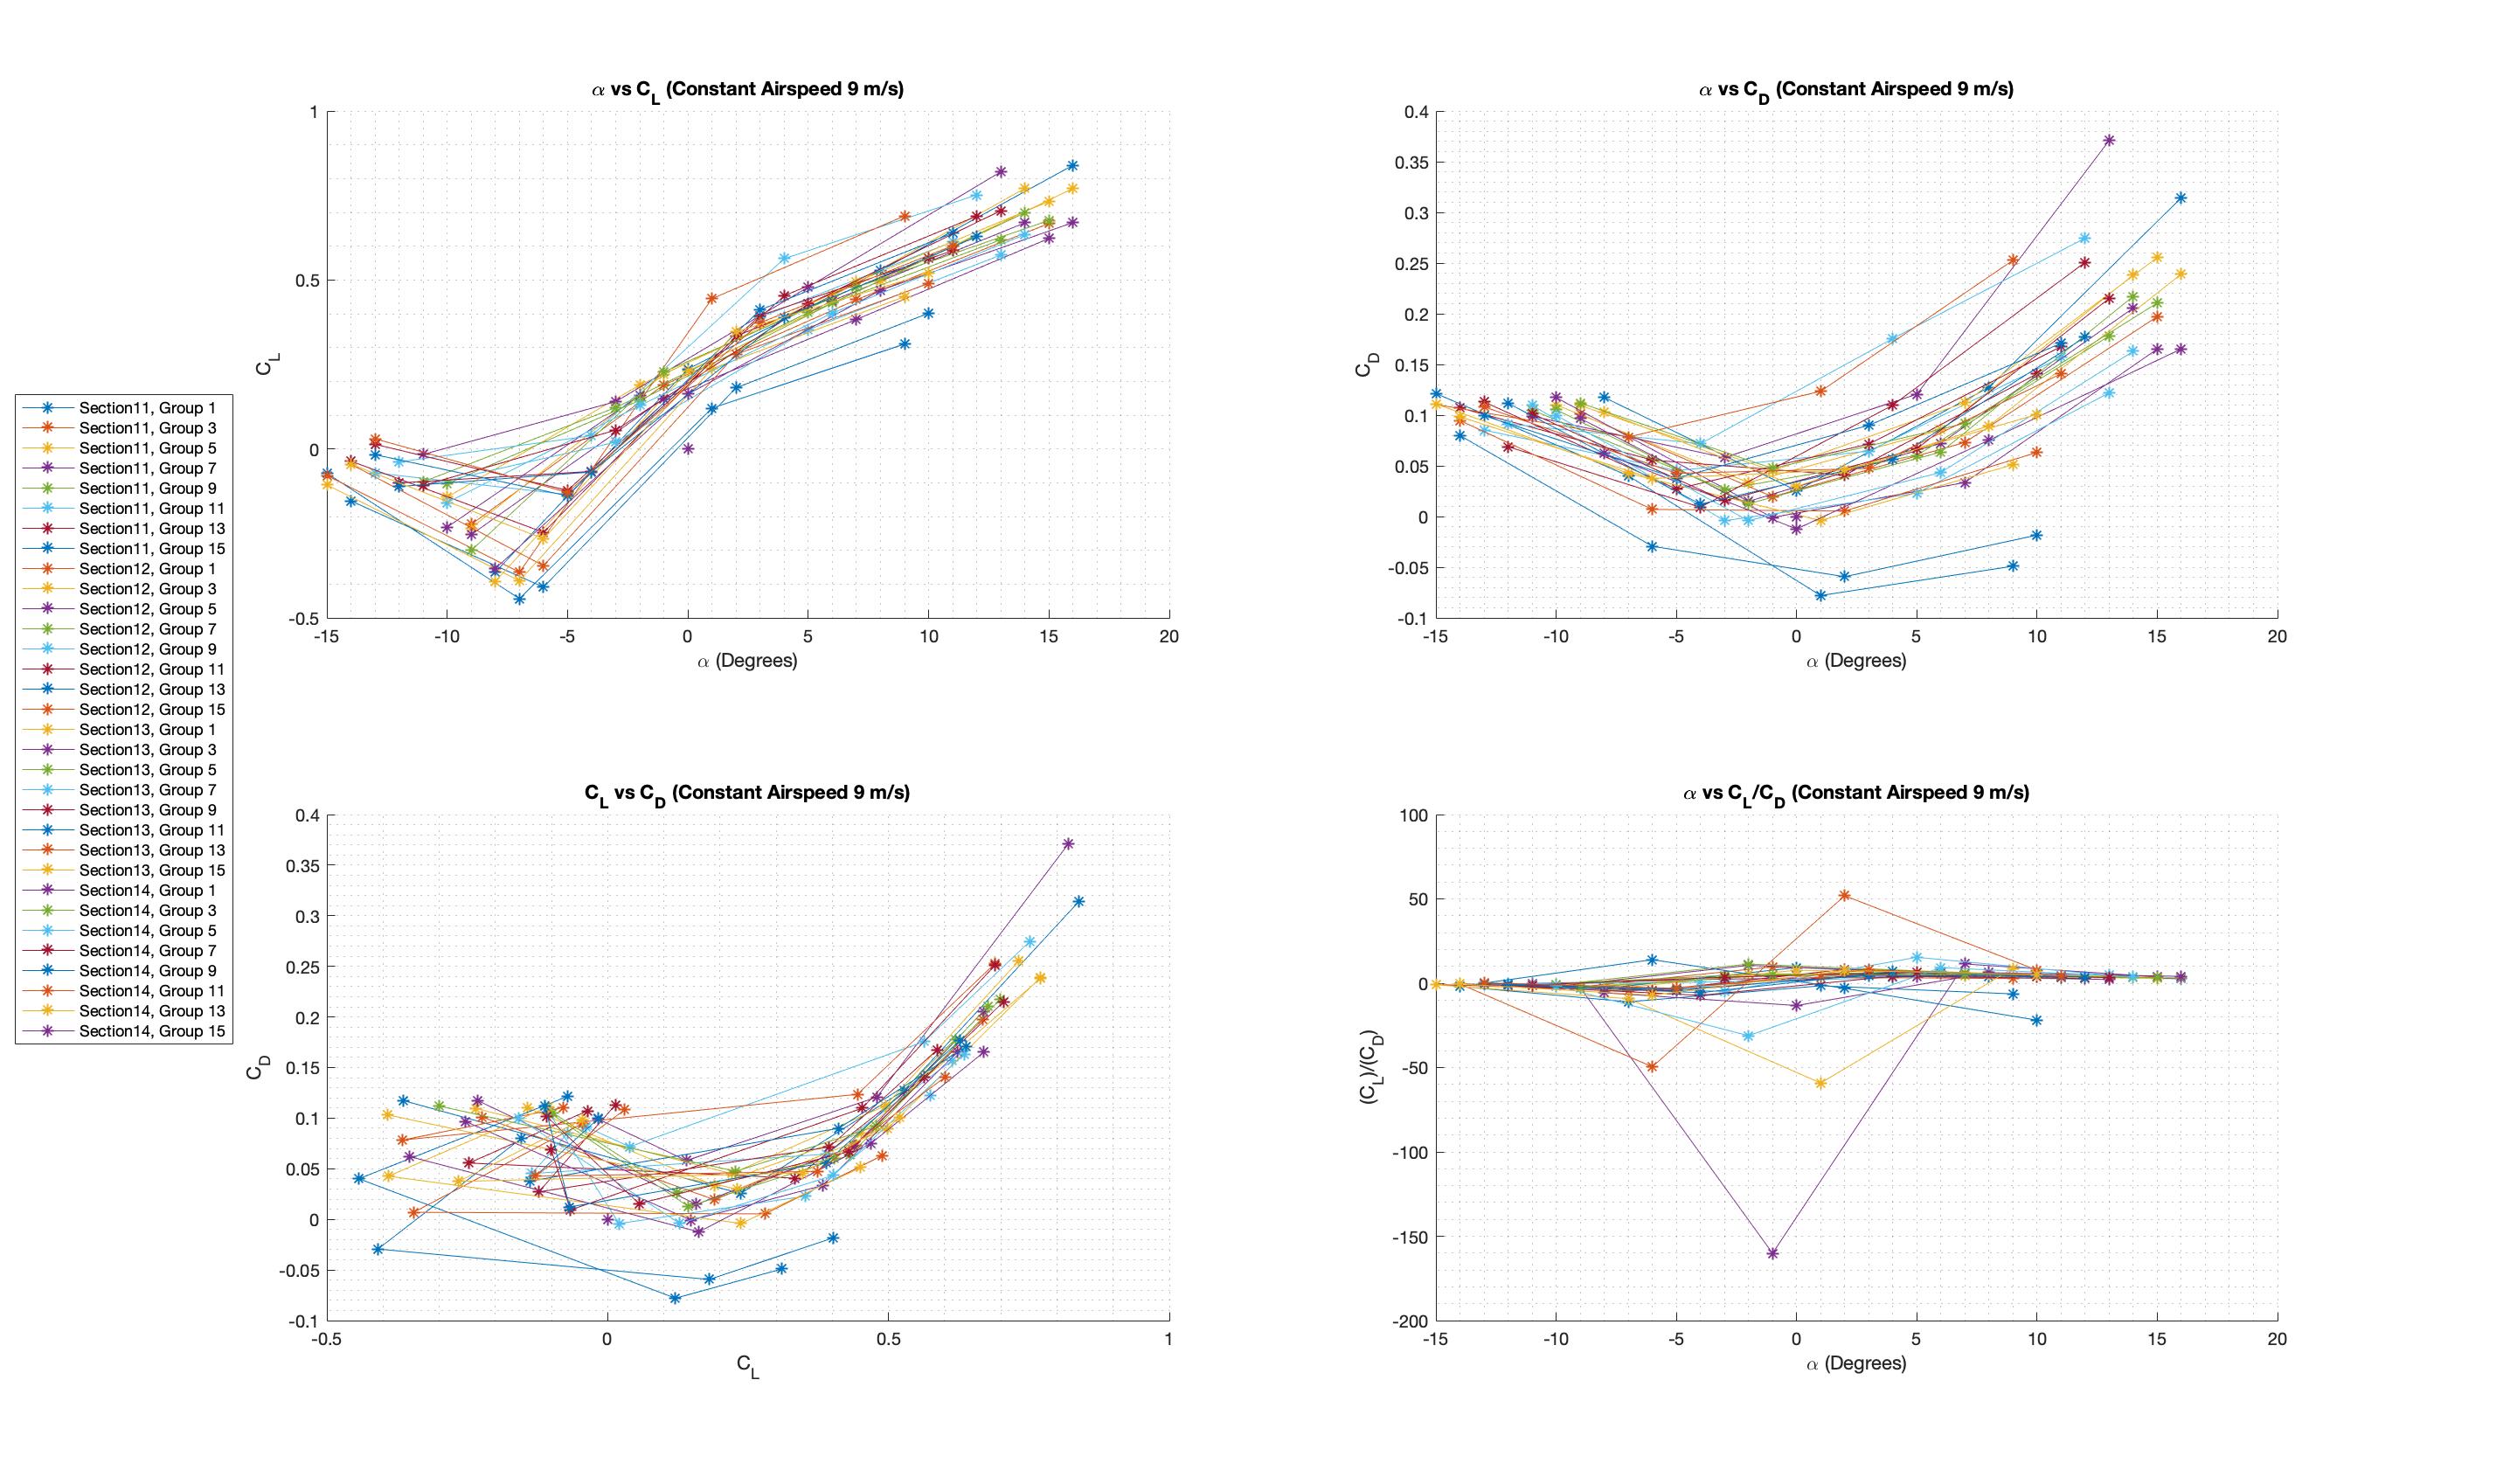 α vs C_L (Constant Airspeed 9 m/s)
1
0.5
0
-0.5
C_L
-15 -10 -5 0 5 10 15 20
α (Degrees)
α vs C_D (Constant Airspeed 9 m/s)
0.4
0.35
0.3
0.25
0.2
0.15
0.1
0.05
0
-0.05
-0.1
C_D
-15 -10 -5 0 5 10 15 20
α (Degrees)
Section11, Group 1
Section11, Group 3
Section11, Group 5
Section11, Group 7
Section11, Group 9
Section11, Group 11
Section11, Group 13
Section11, Group 15
Section12, Group 1
Section12, Group 3
Section12, Group 5
Section12, Group 7
Section12, Group 9
Section12, Group 11
Section12, Group 13
Section12, Group 15
Section13, Group 1
Section13, Group 3
Section13, Group 5
Section13, Group 7
Section13, Group 9
Section13, Group 11
Section13, Group 13
Section13, Group 15
Section14, Group 1
Section14, Group 3
Section14, Group 5
Section14, Group 7
Section14, Group 9
Section14, Group 11
Section14, Group 13
Section14, Group 15
C_L vs C_D (Constant Airspeed 9 m/s)
0.4
0.35
0.3
0.25
0.2
0.15
0.1
0.05
0
-0.05
-0.1
C_D
-0.5 0 0.5 1
C_L
α vs C_L/C_D (Constant Airspeed 9 m/s)
100
50
0
-50
-100
-150
-200
(C_L)/(C_D)
-15 -10 -5 0 5 10 15 20
α (Degrees)